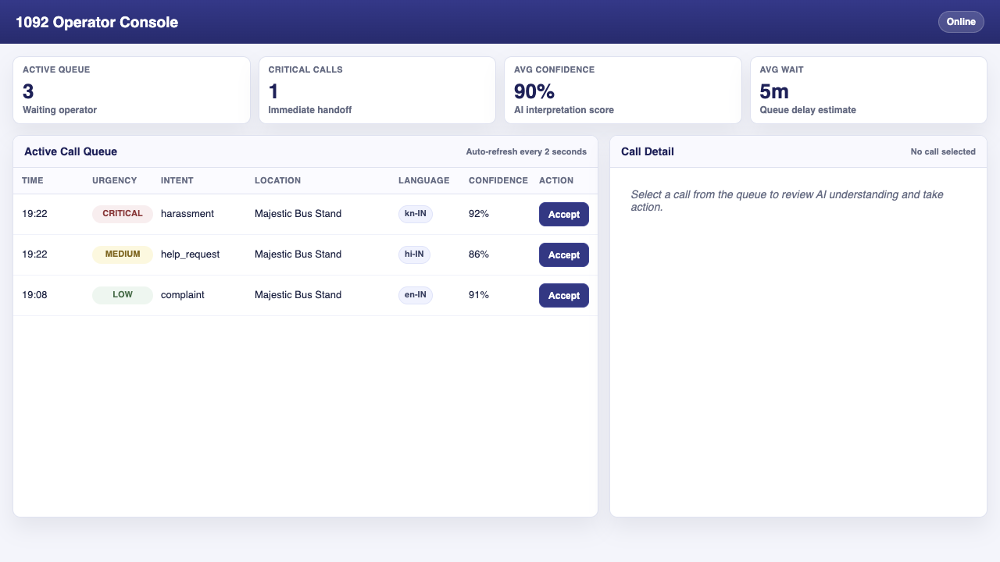 1092 Operator Console
Online
ACTIVE QUEUE
3
Waiting operator
CRITICAL CALLS
1
Immediate handoff
AVG CONFIDENCE
90%
AI interpretation score
AVG WAIT
5m
Queue delay estimate
Active Call Queue
Auto-refresh every 2 seconds
TIME URGENCY INTENT LOCATION LANGUAGE CONFIDENCE ACTION
19:22 CRITICAL harassment Majestic Bus Stand kn-IN 92% Accept
19:22 MEDIUM help_request Majestic Bus Stand hi-IN 86% Accept
19:08 LOW complaint Majestic Bus Stand en-IN 91% Accept
Call Detail
No call selected
Select a call from the queue to review AI understanding and take
action.